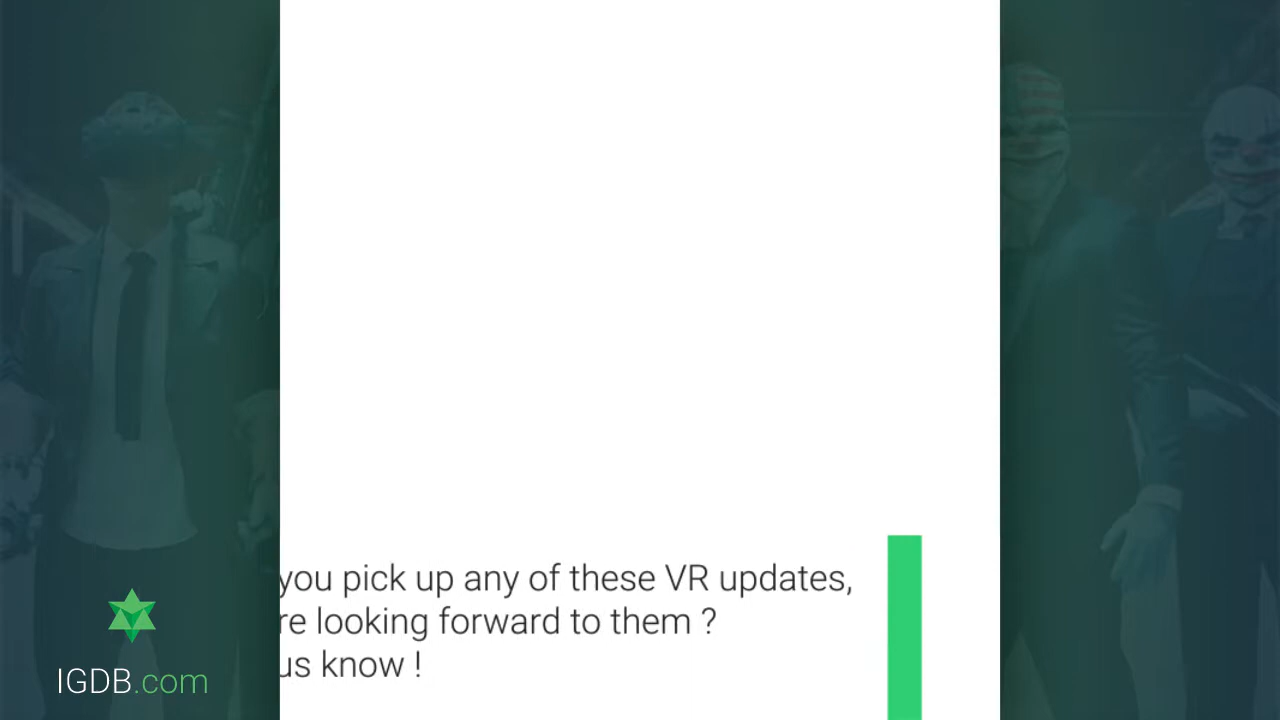 you pick up any of these VR updates,
re looking forward to them ?
us know !
IGDB.com